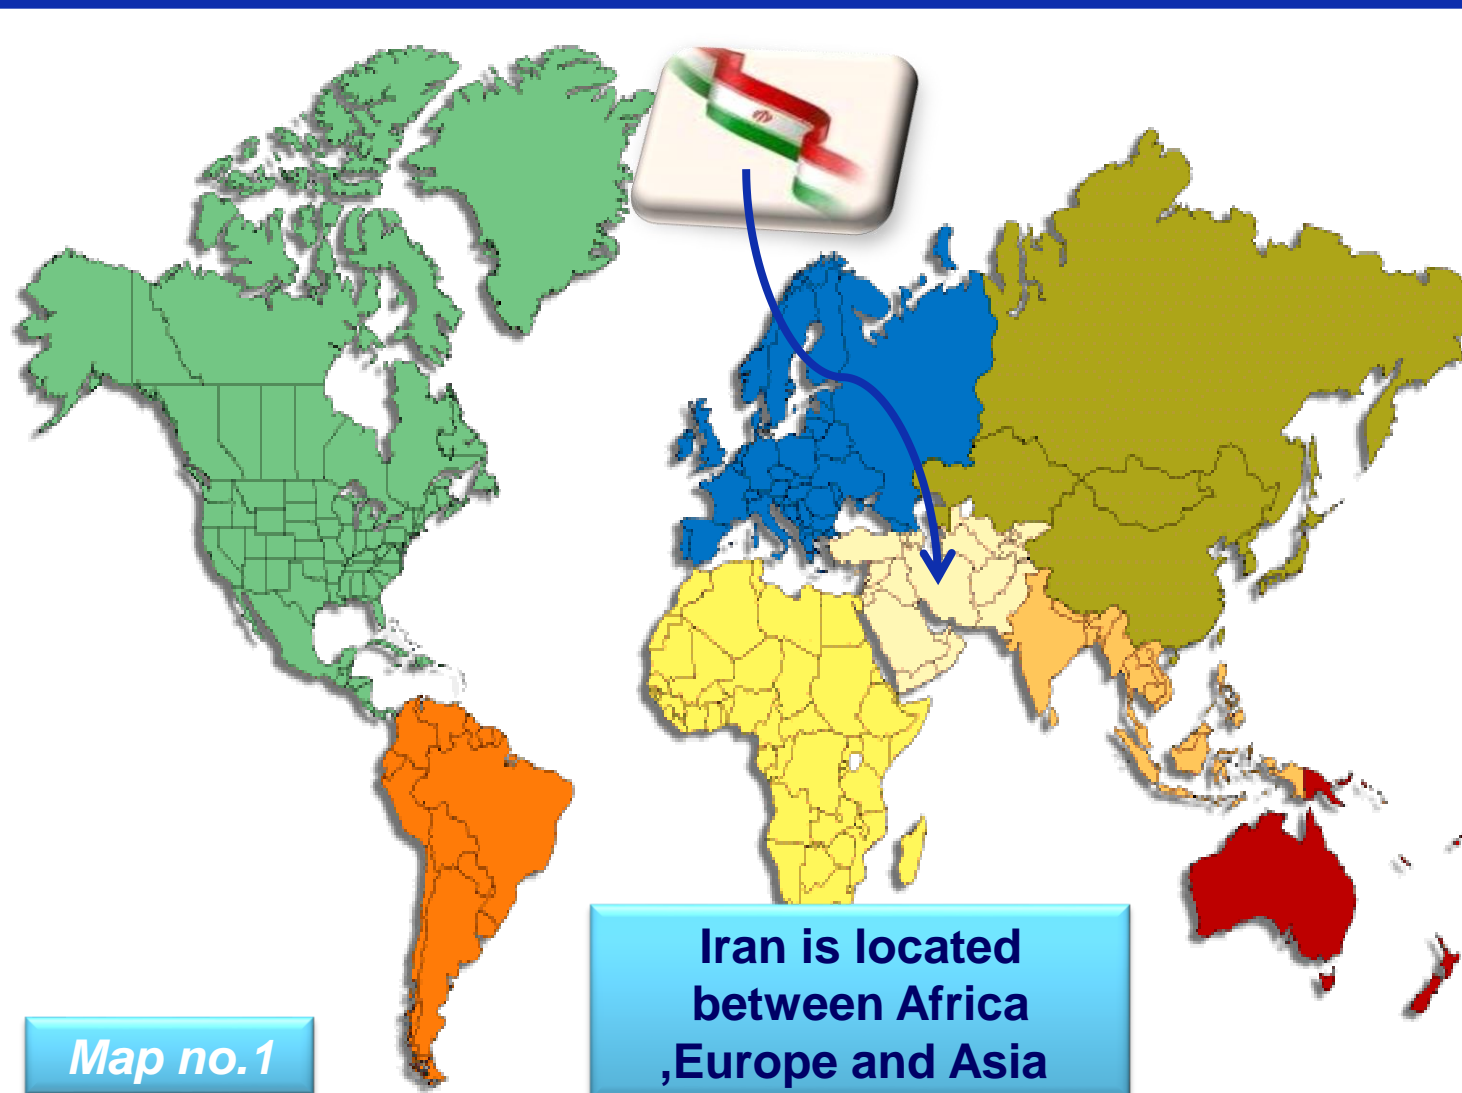 Iran is located
between Africa
,Europe and Asia
Map no.1